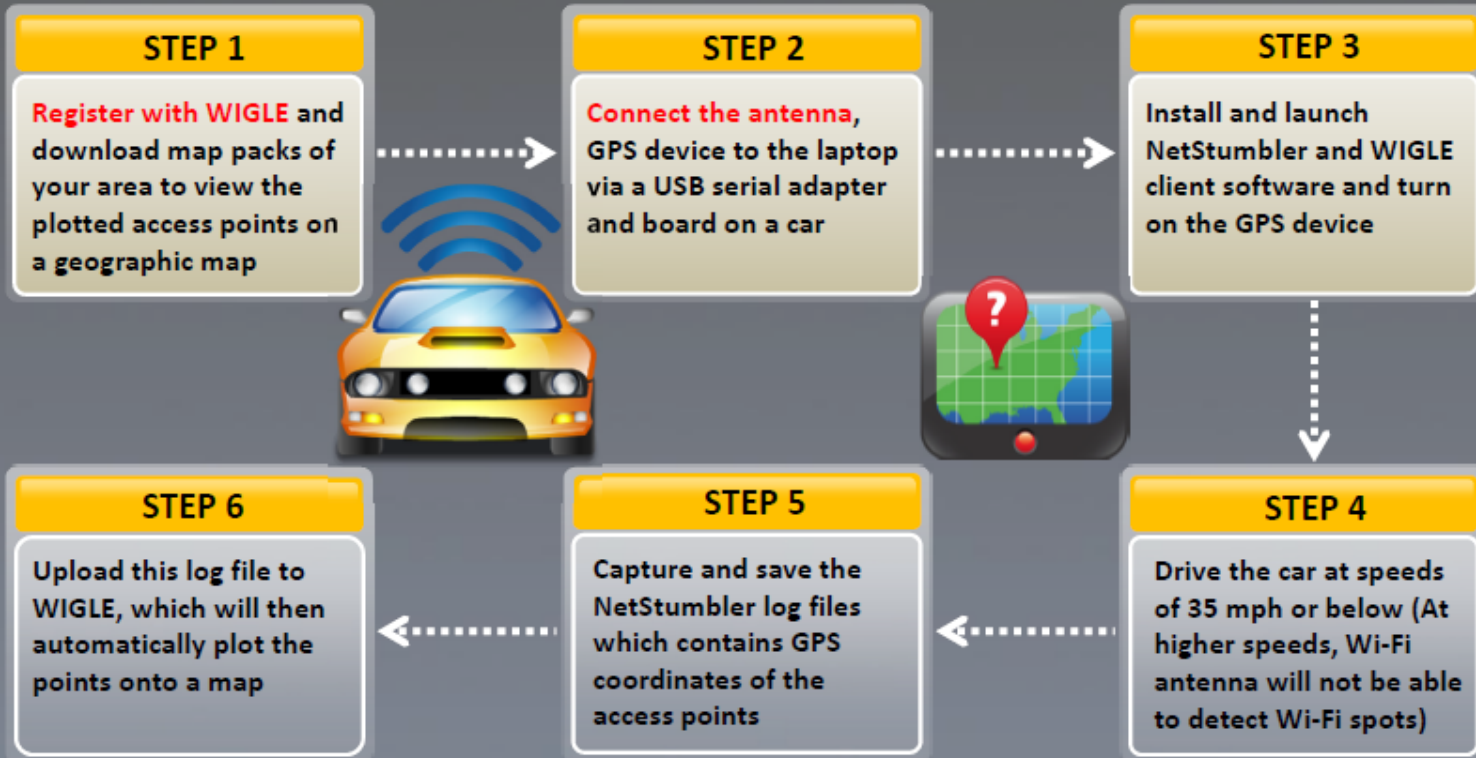 STEP 1
Register with WIGLE and
download map packs of
your area to view the
plotted access points on
a geographic map
STEP 2
Connect the antenna,
GPS device to the laptop
via a USB serial adapter
and board on a car
STEP 3
Install and launch
NetStumbler and WIGLE
client software and turn
on the GPS device
?
STEP 4
Drive the car at speeds
of 35 mph or below (At
higher speeds, Wi-Fi
antenna will not be able
to detect Wi-Fi spots)
STEP 5
Capture and save the
NetStumbler log files
which contains GPS
coordinates of the
access points
STEP 6
Upload this log file to
WIGLE, which will then
automatically plot the
points onto a map